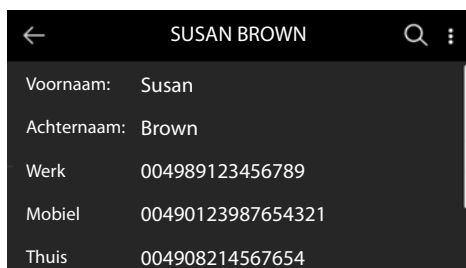 SUSAN BROWN
Voornaam: Susan
Achternaam: Brown
Werk 004989123456789
Mobiel 00490123987654321
Thuis 004908214567654